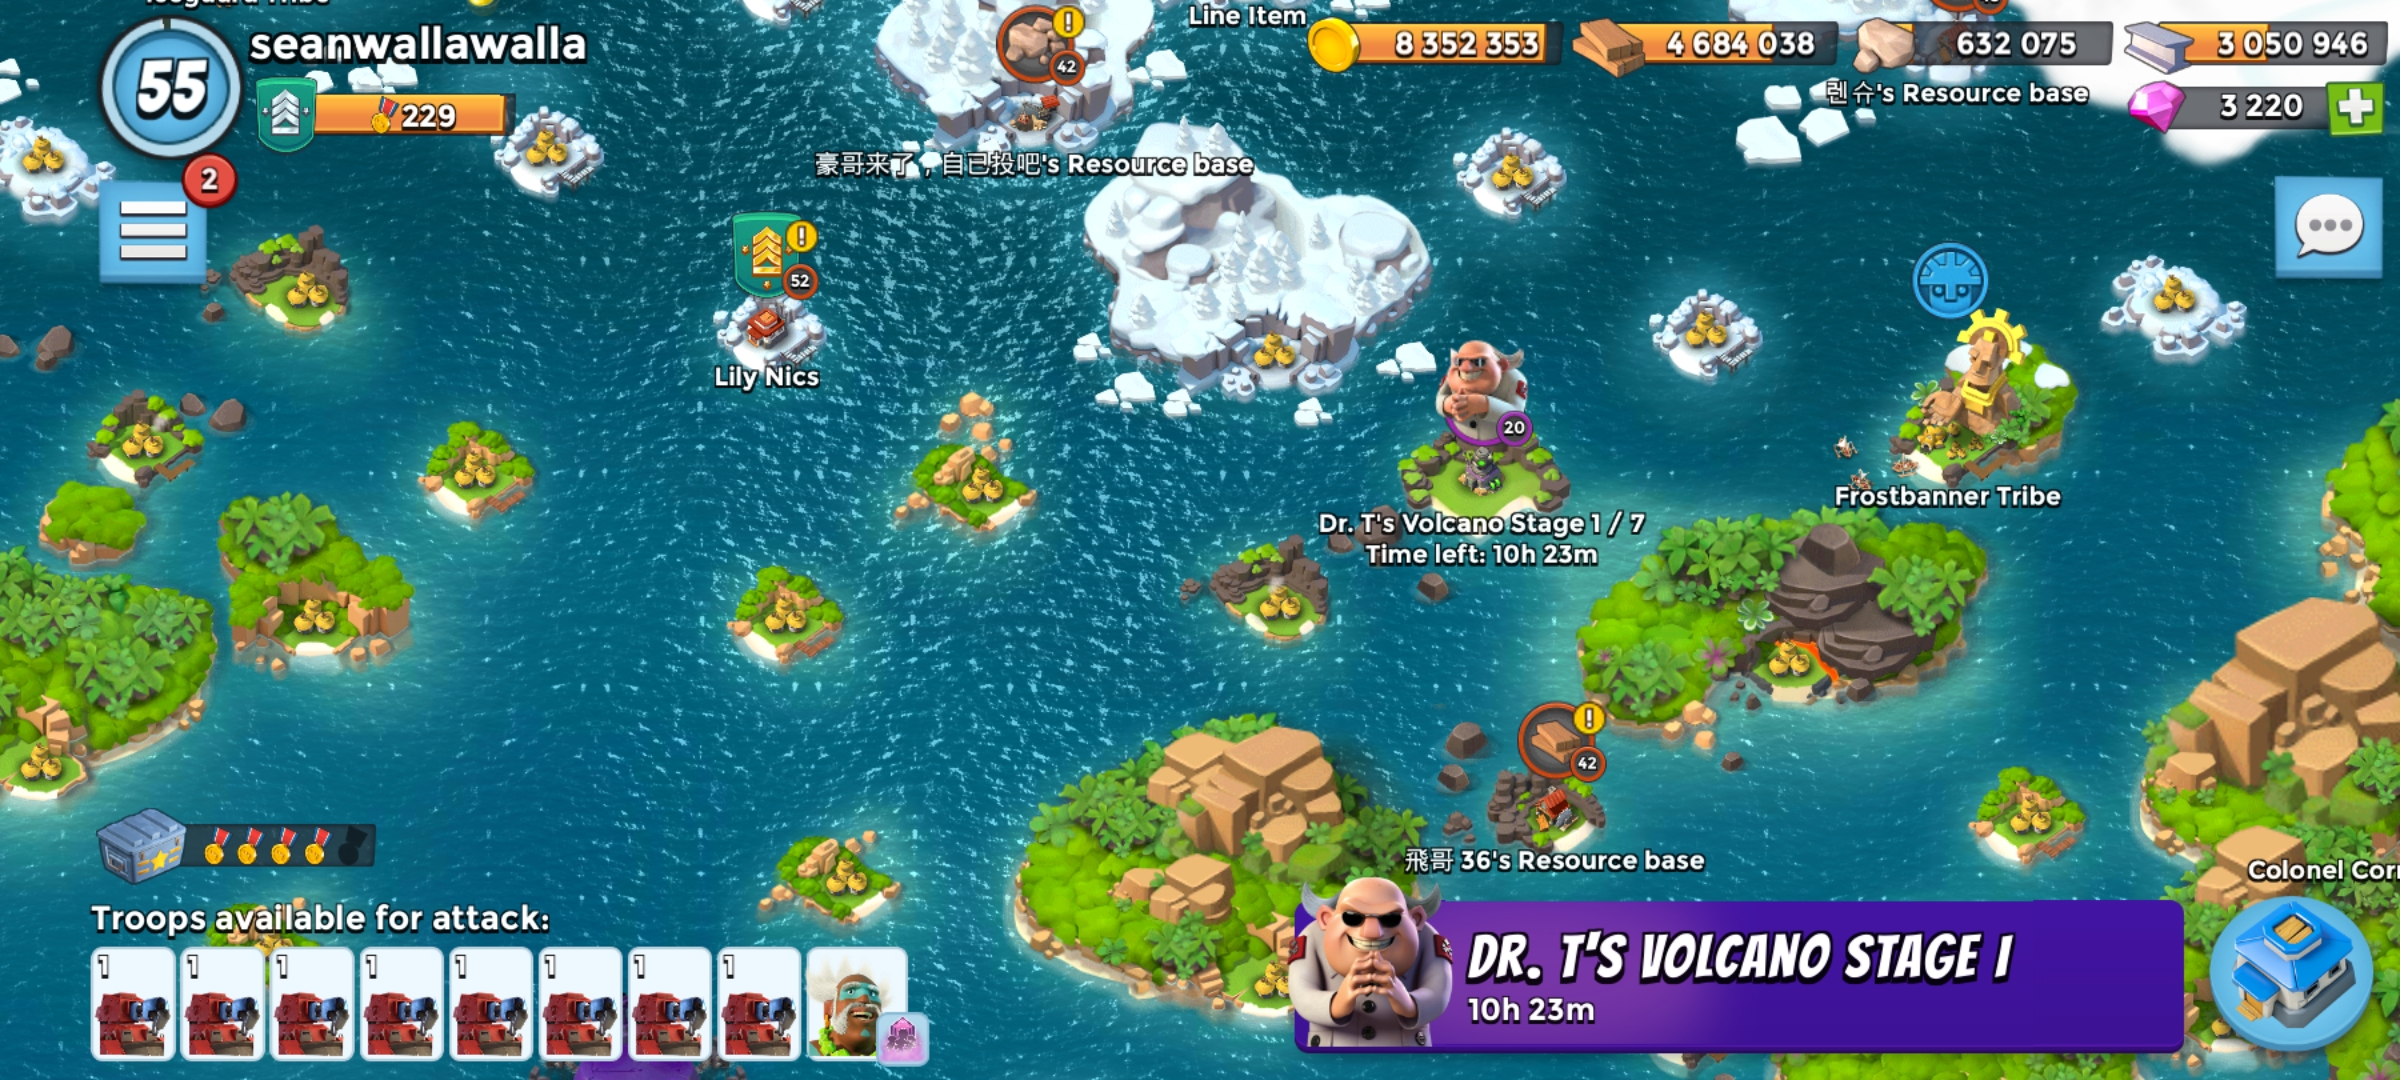 seanwallawalla
55
229
2
Line Item
8 352 353
4 684 038
632 075
3 050 946
3 220
42
豪哥来了，自已投吧's Resource base
렌슈's Resource base
!
52
Lily Nics
20
Dr. T's Volcano Stage 1 / 7
Time left: 10h 23m
Frostbanner Tribe
!
42
飛哥 36's Resource base
Troops available for attack:
1
1
1
1
1
1
1
1
DR. T'S VOLCANO STAGE 1
10h 23m